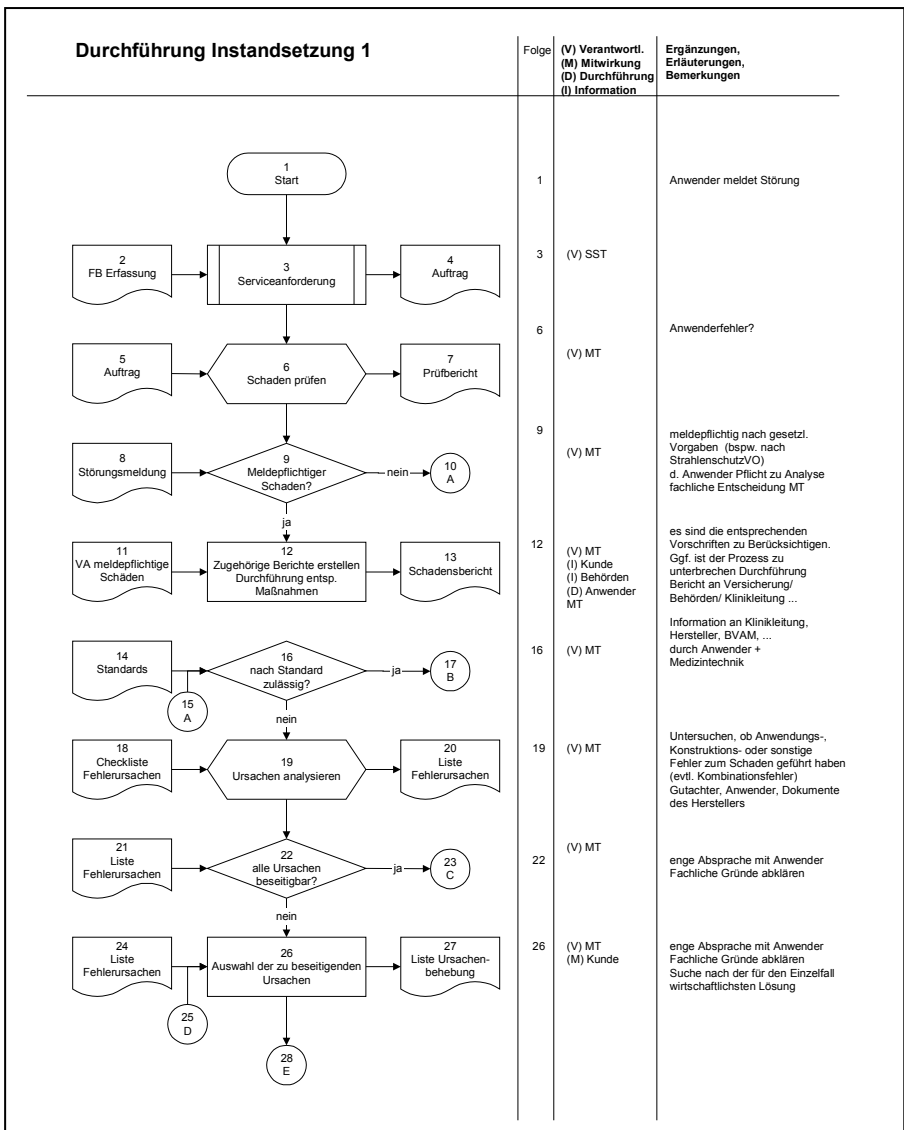 Durchführung Instandsetzung 1
Folge
(V) Verantwortl.
(M) Mitwirkung
(D) Durchführung
(I) Information
Ergänzungen,
Erläuterungen,
Bemerkungen
1
Start
1
Anwender meldet Störung
2
FB Erfassung
3
Serviceanforderung
4
Auftrag
3
(V) SST
5
Auftrag
6
Schaden prüfen
7
Prüfbericht
6
(V) MT
Anwenderfehler?
8
Störungsmeldung
9
Meldepflichtiger
Schaden?
nein
10
A
ja
9
(V) MT
meldepflichtig nach gesetzl.
Vorgaben (bspw. nach
StrahlenschutzVO)
d. Anwender Pflicht zu Analyse
fachliche Entscheidung MT
11
VA meldepflichtige
Schäden
12
Zugehörige Berichte erstellen
Durchführung entsp.
Maßnahmen
13
Schadensbericht
12
(V) MT
(I) Kunde
(I) Behörden
(D) Anwender
MT
es sind die entsprechenden
Vorschriften zu Berücksichtigen.
Ggf. ist der Prozess zu
unterbrechen Durchführung
Bericht an Versicherung/
Behörden/ Klinikleitung ...
14
Standards
15
A
16
nach Standard
zulässig?
ja
17
B
nein
16
(V) MT
Information an Klinikleitung,
Hersteller, BVAM, ...
durch Anwender +
Medizintechnik
18
Checkliste
Fehlerursachen
19
Ursachen analysieren
20
Liste
Fehlerursachen
19
(V) MT
Untersuchen, ob Anwendungs-,
Konstruktions- oder sonstige
Fehler zum Schaden geführt haben
(evtl. Kombinationsfehler)
Gutachter, Anwender, Dokumente
des Herstellers
21
Liste
Fehlerursachen
22
alle Ursachen
beseitigbar?
ja
23
C
nein
22
(V) MT
enge Absprache mit Anwender
Fachliche Gründe abklären
24
Liste
Fehlerursachen
25
D
26
Auswahl der zu beseitigenden
Ursachen
27
Liste Ursachen-
behebung
28
E
26
(V) MT
(M) Kunde
enge Absprache mit Anwender
Fachliche Gründe abklären
Suche nach der für den Einzelfall
wirtschaftlichsten Lösung